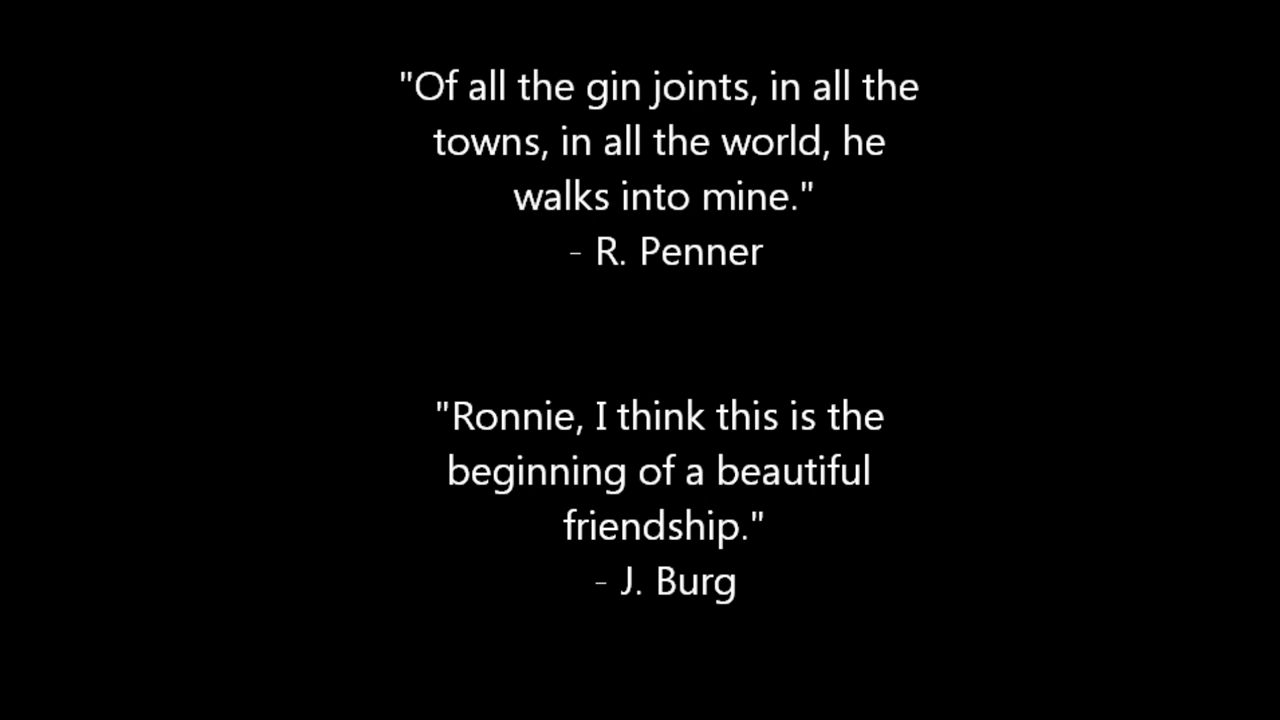 "Of all the gin joints, in all the
towns, in all the world, he
walks into mine."
- R. Penner
"Ronnie, I think this is the
beginning of a beautiful
friendship."
- J. Burg